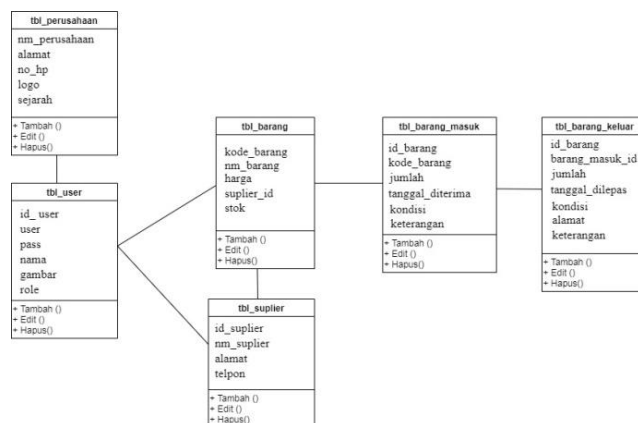 tbl_perusahaan
nm_perusahaan
alamat
no_hp
logo
sejarah
+ Tambah ()
+ Edit ()
+ Hapus()
tbl_user
id_ user
user
pass
nama
gambar
role
+ Tambah ()
+ Edit ()
+ Hapus()
tbl_barang
kode_barang
nm_barang
harga
suplier_id
stok
+ Tambah ()
+ Edit ()
+ Hapus()
tbl_suplier
id_suplier
nm_suplier
alamat
telpon
+ Tambah ()
+ Edit ()
+ Hapus()
tbl_barang_masuk
id_barang
kode_barang
jumlah
tanggal_diterima
kondisi
keterangan
+ Tambah ()
+ Edit ()
+ Hapus()
tbl_barang_keluar
id_barang
barang_masuk_id
jumlah
tanggal_dilepas
kondisi
alamat
keterangan
+ Tambah ()
+ Edit ()
+ Hapus()